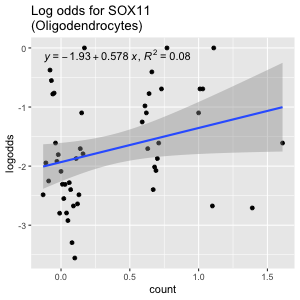 Log odds for SOX11
(Oligodendrocytes)
y = −1.93 + 0.578 x, R² = 0.08
0
-1
-2
-3
logodds
0.0 0.5 1.0 1.5
count